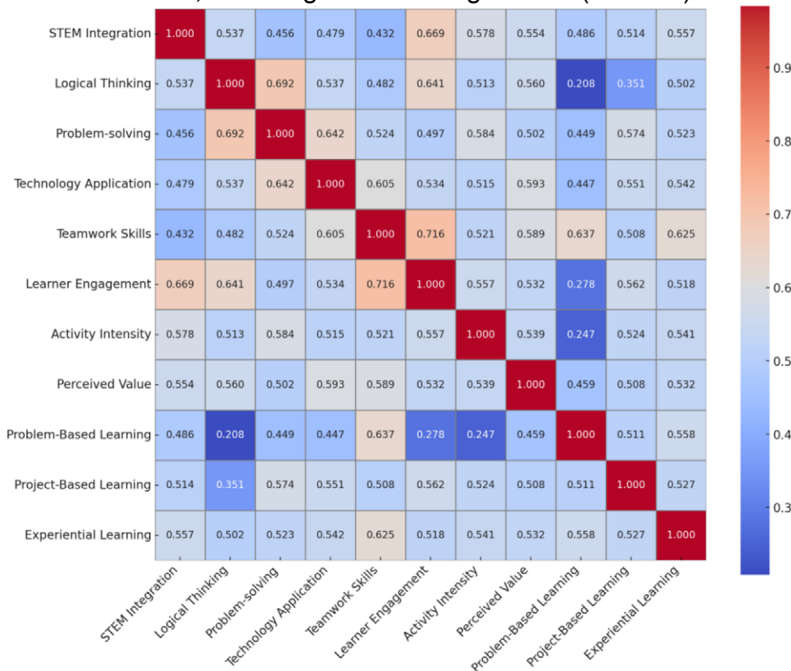 STEM Integration 1.000 0.537 0.456 0.479 0.432 0.669 0.578 0.554 0.486 0.514 0.557
Logical Thinking 0.537 1.000 0.692 0.537 0.482 0.641 0.513 0.560 0.208 0.351 0.502
Problem-solving 0.456 0.692 1.000 0.642 0.524 0.497 0.584 0.502 0.449 0.574 0.523
Technology Application 0.479 0.537 0.642 1.000 0.605 0.534 0.515 0.593 0.447 0.551 0.542
Teamwork Skills 0.432 0.482 0.524 0.605 1.000 0.716 0.521 0.589 0.637 0.508 0.625
Learner Engagement 0.669 0.641 0.497 0.534 0.716 1.000 0.557 0.532 0.278 0.562 0.518
Activity Intensity 0.578 0.513 0.584 0.515 0.521 0.557 1.000 0.539 0.247 0.524 0.541
Perceived Value 0.554 0.560 0.502 0.593 0.589 0.532 0.539 1.000 0.459 0.508 0.532
Problem-Based Learning 0.486 0.208 0.449 0.447 0.637 0.278 0.247 0.459 1.000 0.511 0.558
Project-Based Learning 0.514 0.351 0.574 0.551 0.508 0.562 0.524 0.508 0.511 1.000 0.527
Experiential Learning 0.557 0.502 0.523 0.542 0.625 0.518 0.541 0.532 0.558 0.527 1.000
STEM Integration
Logical Thinking
Problem-solving
Technology Application
Teamwork Skills
Learner Engagement
Activity Intensity
Perceived Value
Problem-Based Learning
Project-Based Learning
Experiential Learning
0.9
0.8
0.7
0.6
0.5
0.4
0.3